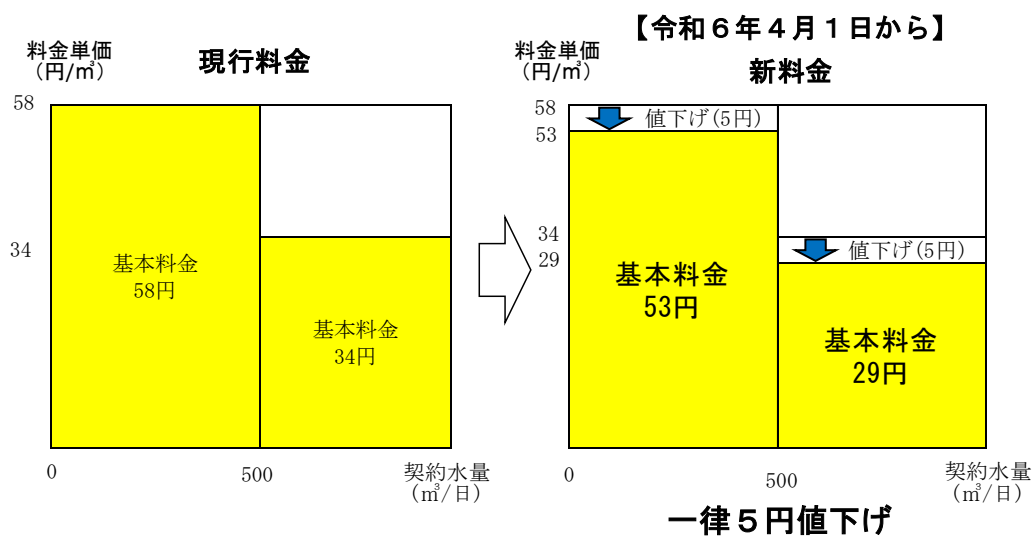 料金単価
(円/㎥)
現行料金
58
34
基本料金
58円
基本料金
34円
0
500
契約水量
(㎥/日)
【令和６年４月１日から】
料金単価
(円/㎥)
新料金
58
値下げ(5円)
53
34
値下げ(5円)
29
基本料金
53円
基本料金
29円
0
500
契約水量
(㎥/日)
一律５円値下げ